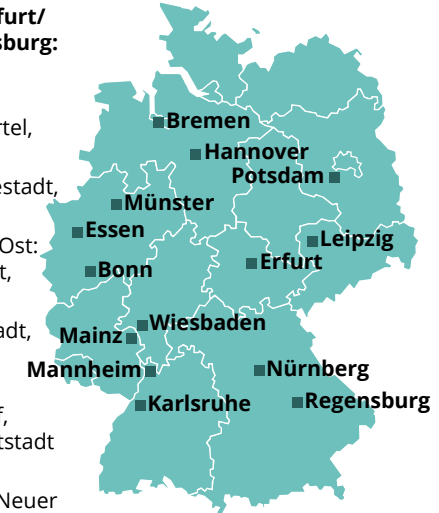 furt/
sburg:
rtel,
estadt,
Ost:
t,
adt,
f,
tstadt
Neuer
Bremen
Hannover
Potsdam
Münster
Essen
Leipzig
Bonn
Erfurt
Wiesbaden
Mainz
Mannheim
Nürnberg
Karlsruhe
Regensburg